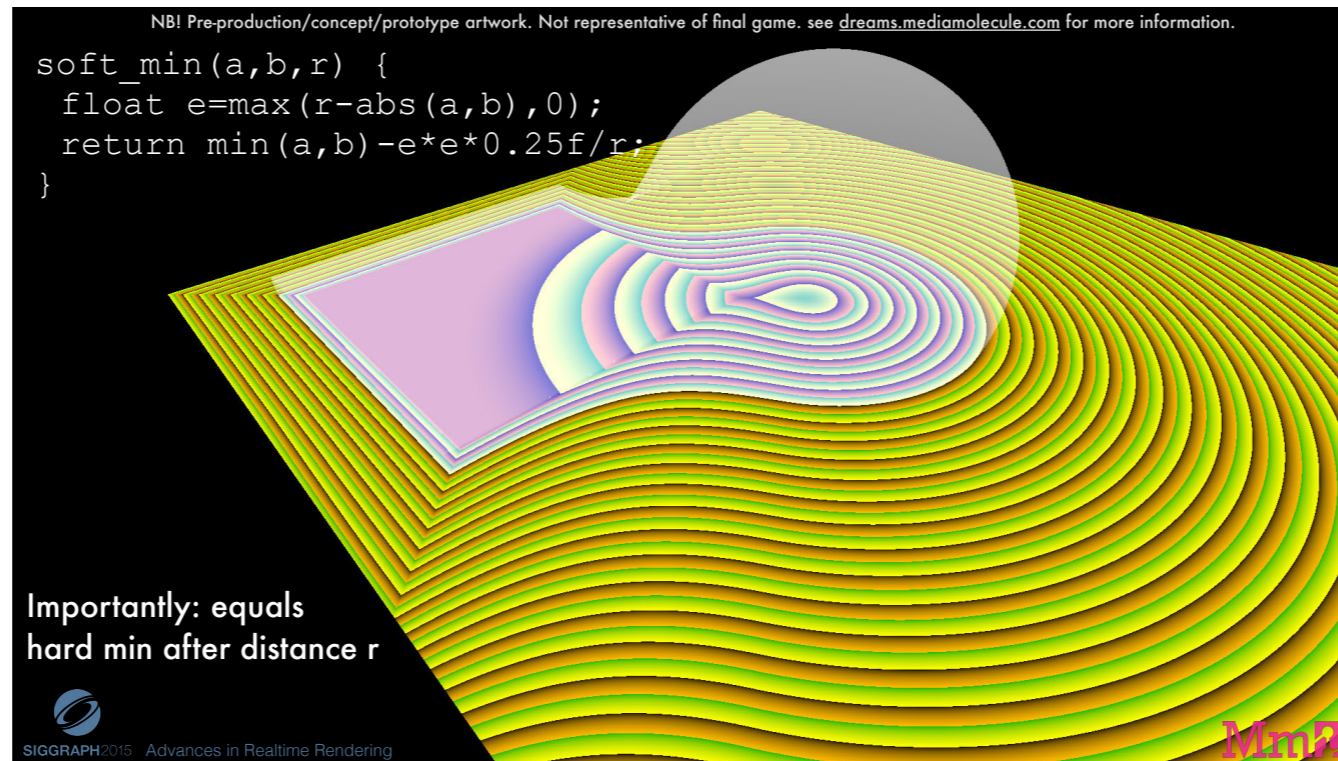 NB! Pre-production/concept/prototype artwork. Not representative of final game. see dreams.mediamolecule.com for more information.
soft_min(a,b,r) {
float e=max(r-abs(a,b),0);
return min(a,b)-e*e*0.25f/r;
}
Importantly: equals
hard min after distance r
SIGGRAPH2015 Advances in Realtime Rendering
Mm?